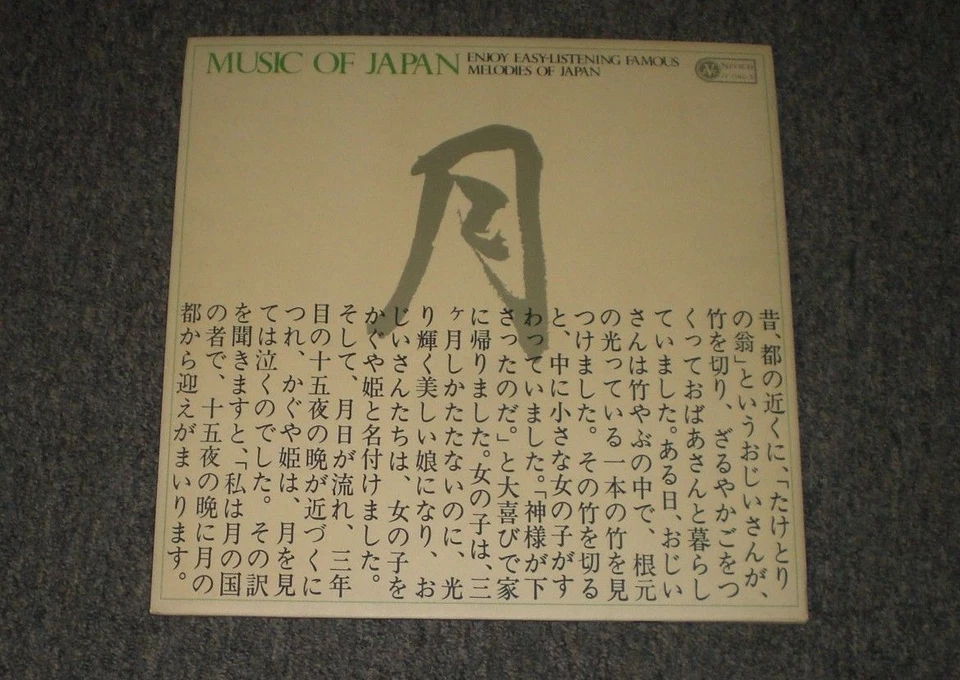 MUSIC OF JAPAN
ENJOY EASY-LISTENING FAMOUS
MELODIES OF JAPAN
月
昔、都の近くに、「たけとり
の翁」というおじいさんが、
竹を切り、ざるやかごをつ
くっておばあさんと暮らし
ていました。ある日、おじい
さんは竹やぶの中で、根元
の光っている一本の竹を見
つけました。その竹を切る
と、中に小さな女の子がす
わっていました。「神様が下
さったのだ。」と大喜びで家
に帰りました。女の子は、三
ヶ月しかたたないのに、光
り輝く美しい娘になり、お
じいさんたちは、女の子を
かぐや姫と名付けました。
そして、月日が流れ、三年
目の十五夜の晩が近づくに
つれ、かぐや姫は、月を見
ては泣くのでした。その訳
を聞きますと、「私は月の国
の者で、十五夜の晩に月の
都から迎えがまいります。